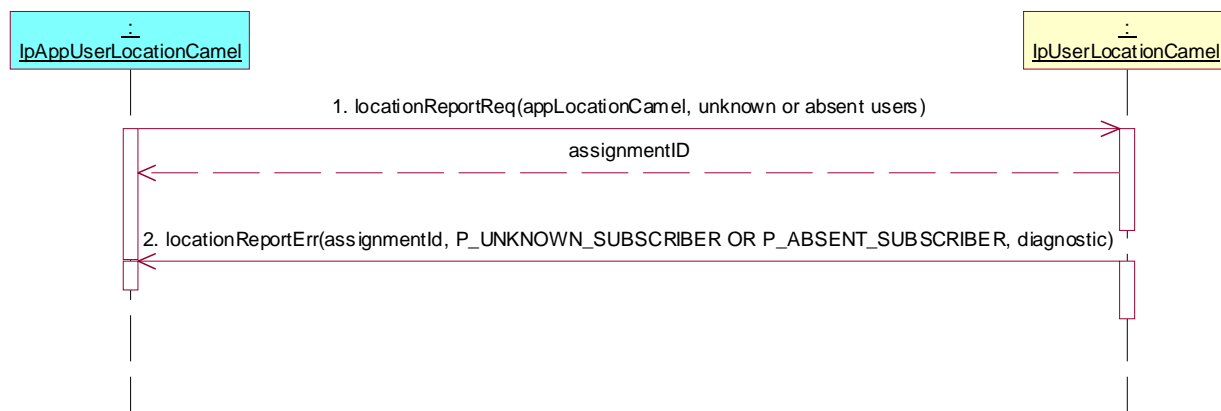 :
IpAppUserLocationCamel
:
IpUserLocationCamel
1. locationReportReq(appLocationCamel, unknown or absent users)
assignmentID
2. locationReportErr(assignmentId, P_UNKNOWN_SUBSCRIBER OR P_ABSENT_SUBSCRIBER, diagnostic)